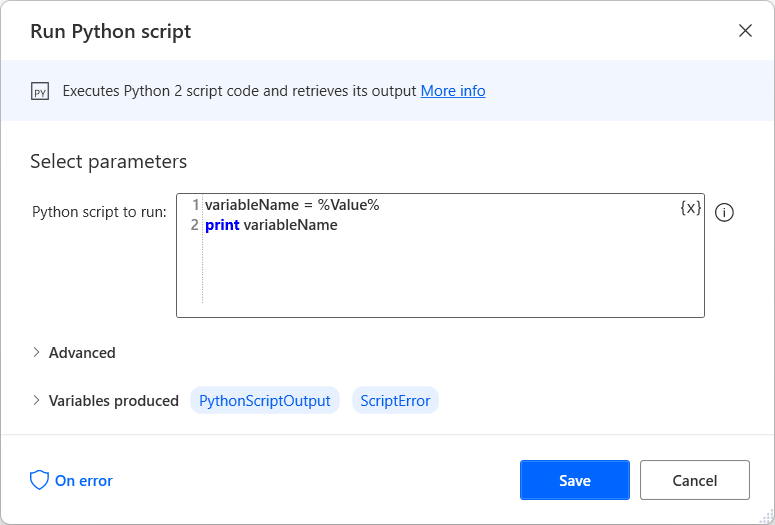 Run Python script
PY Executes Python 2 script code and retrieves its output More info
Select parameters
Python script to run:
1 variableName = %Value% {x}
2 print variableName
Advanced
Variables produced PythonScriptOutput ScriptError
On error Save Cancel